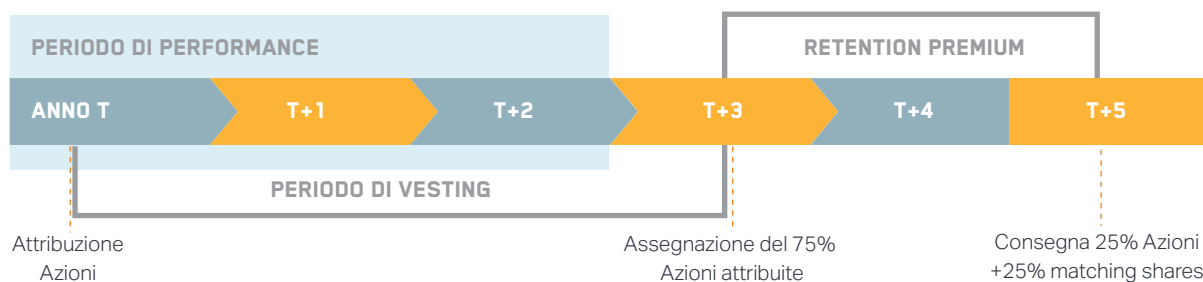 PERIODO DI PERFORMANCE
RETENTION PREMIUM
ANNO T
T+1
T+2
T+3
T+4
T+5
PERIODO DI VESTING
Attribuzione
Azioni
Assegnazione del 75%
Azioni attribuite
Consegna 25% Azioni
+25% matching shares